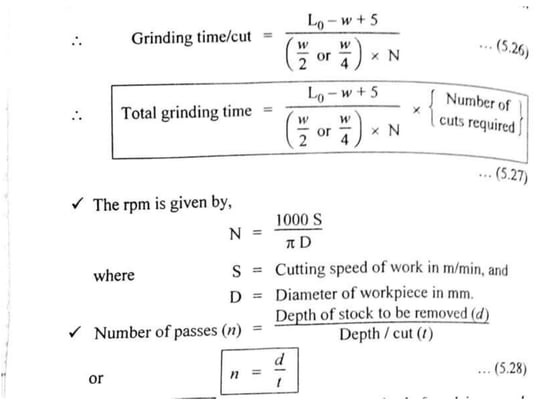 ∴ Grinding time/cut = (L₀ – w + 5) / ((w/2 or w/4) × N) ... (5.26)
∴ Total grinding time = (L₀ – w + 5) / ((w/2 or w/4) × N) × {Number of cuts required} ... (5.27)
✓ The rpm is given by,
N = 1000 S / π D
where S = Cutting speed of work in m/min, and
D = Diameter of workpiece in mm.
✓ Number of passes (n) = Depth of stock to be removed (d) / Depth / cut (t)
or n = d / t ... (5.28)